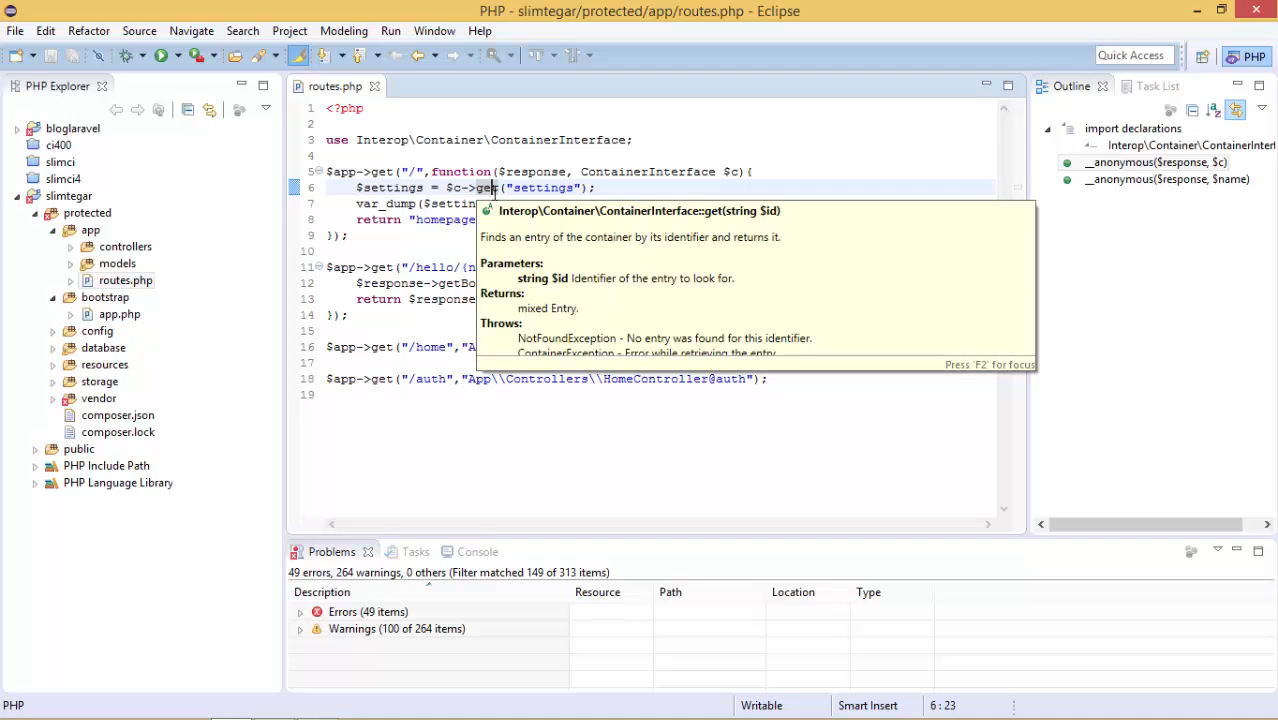 PHP - slimtegar/protected/app/routes.php - Eclipse
File Edit Refactor Source Navigate Search Project Modeling Run Window Help
Quick Access
PHP
PHP Explorer
bloglaravel
ci400
slimci
slimci4
slimtegar
protected
app
controllers
models
routes.php
bootstrap
app.php
config
database
resources
storage
vendor
composer.json
composer.lock
public
PHP Include Path
PHP Language Library
routes.php
1 <?php
2
3 use Interop\Container\ContainerInterface;
4
5 $app->get("/",function($response, ContainerInterface $c){
6 $settings = $c->get("settings");
7 var_dump($settin
8 return "homepage
9 });
10
11 $app->get("/hello/{n
12 $response->getBo
13 return $response
14 });
15
16 $app->get("/home","A
17
18 $app->get("/auth","App\\Controllers\\HomeController@auth");
19
Interop\Container\ContainerInterface::get(string $id)
Finds an entry of the container by its identifier and returns it.
Parameters:
string $id Identifier of the entry to look for.
Returns:
mixed Entry.
Throws:
NotFoundException - No entry was found for this identifier.
ContainerException - Error while retrieving the entry
Press 'F2' for focus
Outline
Task List
import declarations
Interop\Container\ContainerInter
__anonymous($response, $c)
__anonymous($response, $name)
Problems
Tasks
Console
49 errors, 264 warnings, 0 others (Filter matched 149 of 313 items)
Description Resource Path Location Type
Errors (49 items)
Warnings (100 of 264 items)
PHP
Writable
Smart Insert
6 : 23